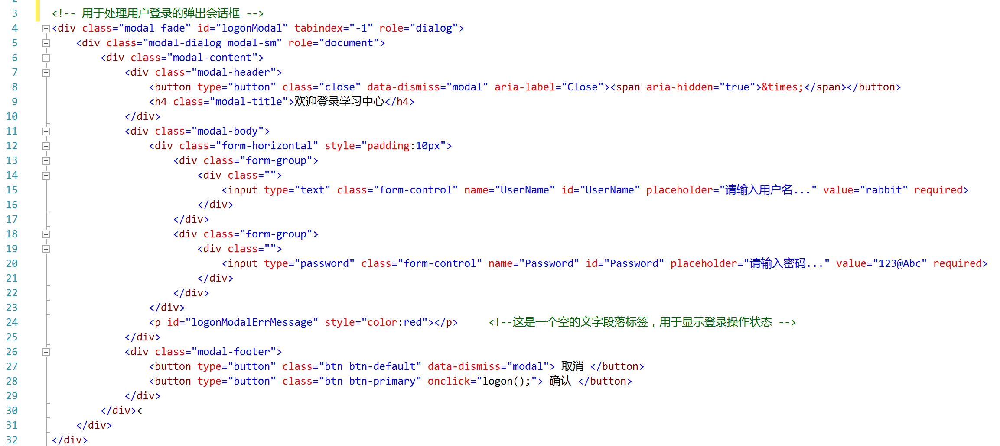 2
3 <!-- 用于处理用户登录的弹出会话框 -->
4 <div class="modal fade" id="logonModal" tabindex="-1" role="dialog">
5 <div class="modal-dialog modal-sm" role="document">
6 <div class="modal-content">
7 <div class="modal-header">
8 <button type="button" class="close" data-dismiss="modal" aria-label="Close"><span aria-hidden="true">&times;</span></button>
9 <h4 class="modal-title">欢迎登录学习中心</h4>
10 </div>
11 <div class="modal-body">
12 <div class="form-horizontal" style="padding:10px">
13 <div class="form-group">
14 <div class="">
15 <input type="text" class="form-control" name="UserName" id="UserName" placeholder="请输入用户名..." value="rabbit" required>
16 </div>
17 </div>
18 <div class="form-group">
19 <div class="">
20 <input type="password" class="form-control" name="Password" id="Password" placeholder="请输入密码..." value="123@Abc" required>
21 </div>
22 </div>
23 </div>
24 <p id="logonModalErrMessage" style="color:red"></p> <!--这是一个空的文字段落标签，用于显示登录操作状态 -->
25 </div>
26 <div class="modal-footer">
27 <button type="button" class="btn btn-default" data-dismiss="modal"> 取消 </button>
28 <button type="button" class="btn btn-primary" onclick="logon();"> 确认 </button>
29 </div>
30 </div><
31 </div>
32 </div>